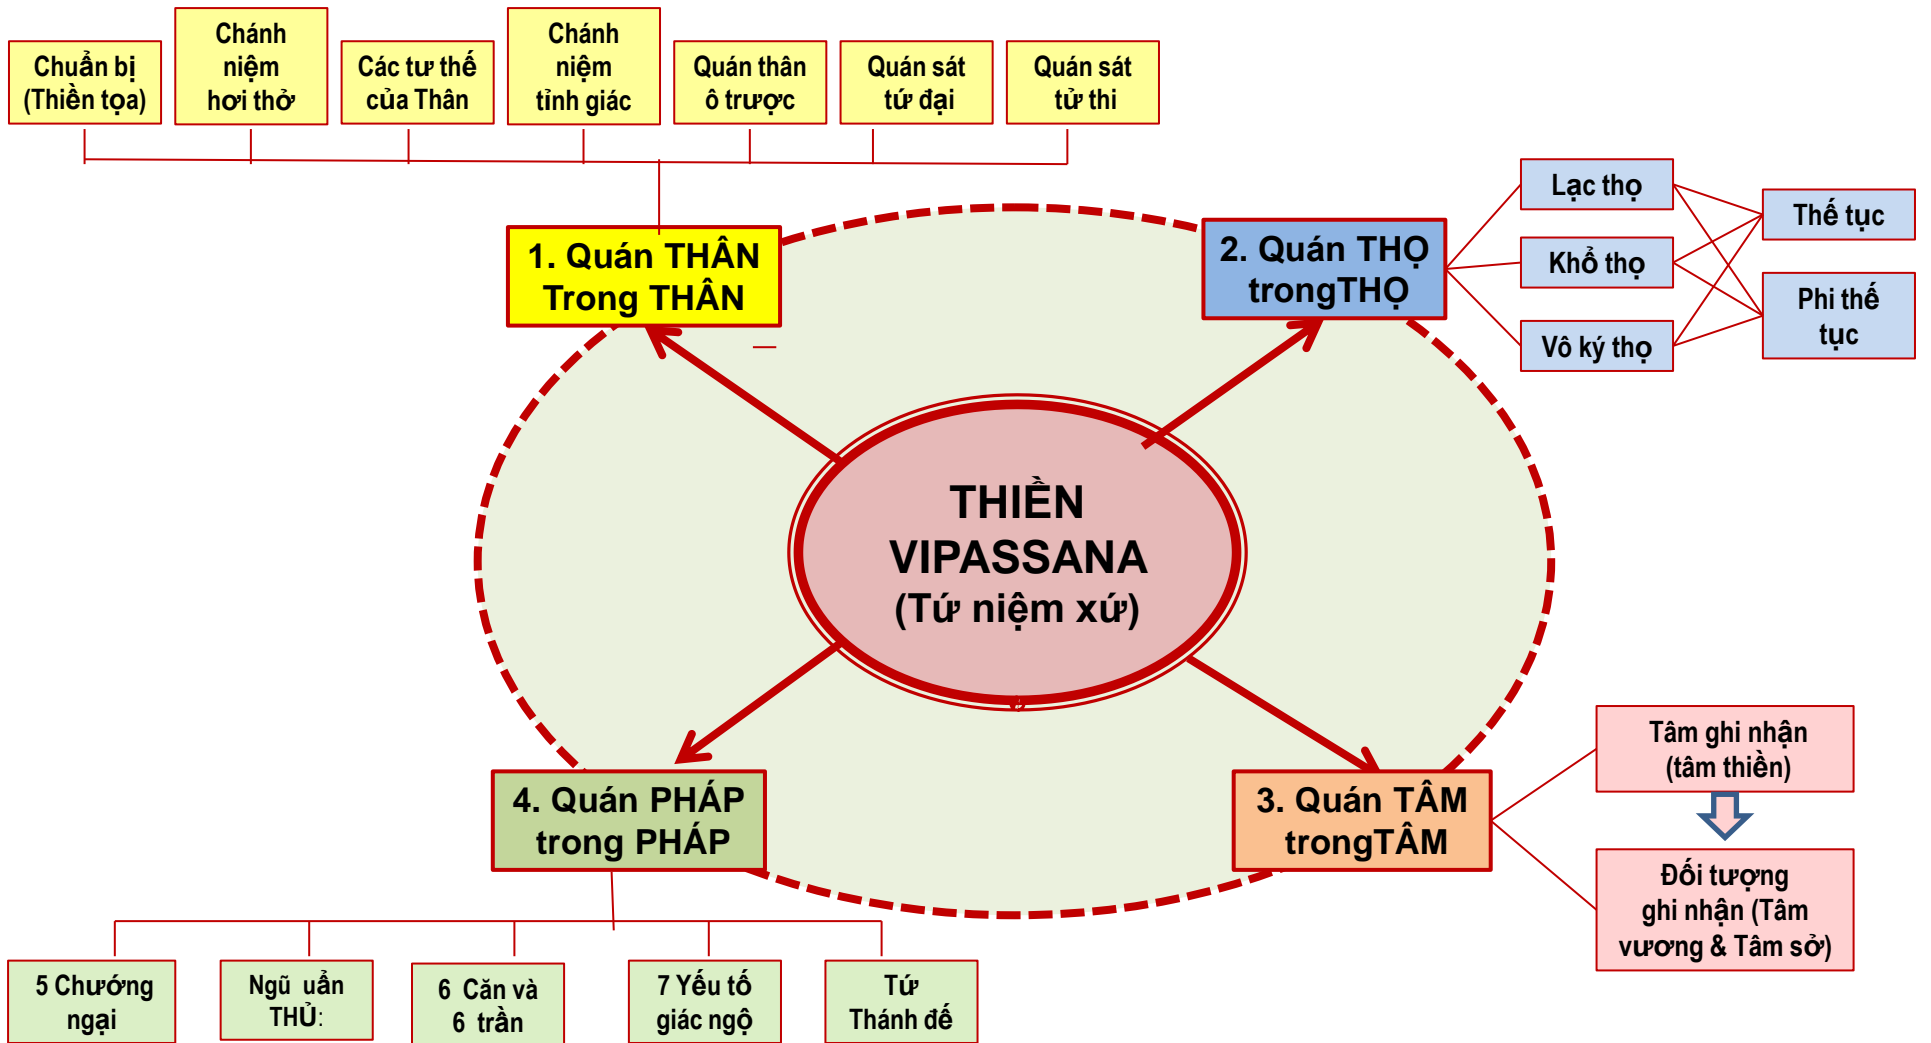 Chuẩn bị
(Thiền tọa)
Chánh
niệm
hơi thở
Các tư thế
của Thân
Chánh
niệm
tỉnh giác
Quán thân
ô trược
Quán sát
tứ đại
Quán sát
tử thi
1. Quán THÂN
Trong THÂN
2. Quán THỌ
trongTHỌ
Lạc thọ
Khổ thọ
Vô ký thọ
Thế tục
Phi thế
tục
THIỀN
VIPASSANA
(Tứ niệm xứ)
4. Quán PHÁP
trong PHÁP
3. Quán TÂM
trongTÂM
Tâm ghi nhận
(tâm thiền)
Đối tượng
ghi nhận (Tâm
vương & Tâm sở)
5 Chướng
ngại
Ngũ uẩn
THỦ:
6 Căn và
6 trần
7 Yếu tố
giác ngộ
Tứ
Thánh đế